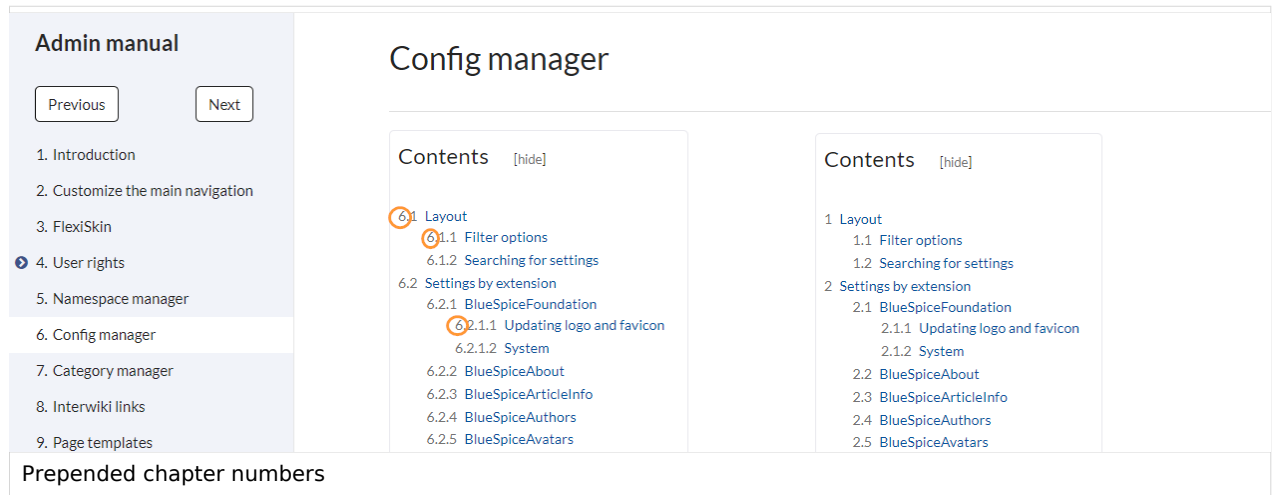 Admin manual
Previous
Next
1. Introduction
2. Customize the main navigation
3. FlexiSkin
4. User rights
5. Namespace manager
6. Config manager
7. Category manager
8. Interwiki links
9. Page templates
Config manager
Contents [hide]
6.1 Layout
6.1.1 Filter options
6.1.2 Searching for settings
6.2 Settings by extension
6.2.1 BlueSpiceFoundation
6.2.1.1 Updating logo and favicon
6.2.1.2 System
6.2.2 BlueSpiceAbout
6.2.3 BlueSpiceArticleInfo
6.2.4 BlueSpiceAuthors
6.2.5 BlueSpiceAvatars
Contents [hide]
1 Layout
1.1 Filter options
1.2 Searching for settings
2 Settings by extension
2.1 BlueSpiceFoundation
2.1.1 Updating logo and favicon
2.1.2 System
2.2 BlueSpiceAbout
2.3 BlueSpiceArticleInfo
2.4 BlueSpiceAuthors
2.5 BlueSpiceAvatars
Prepended chapter numbers